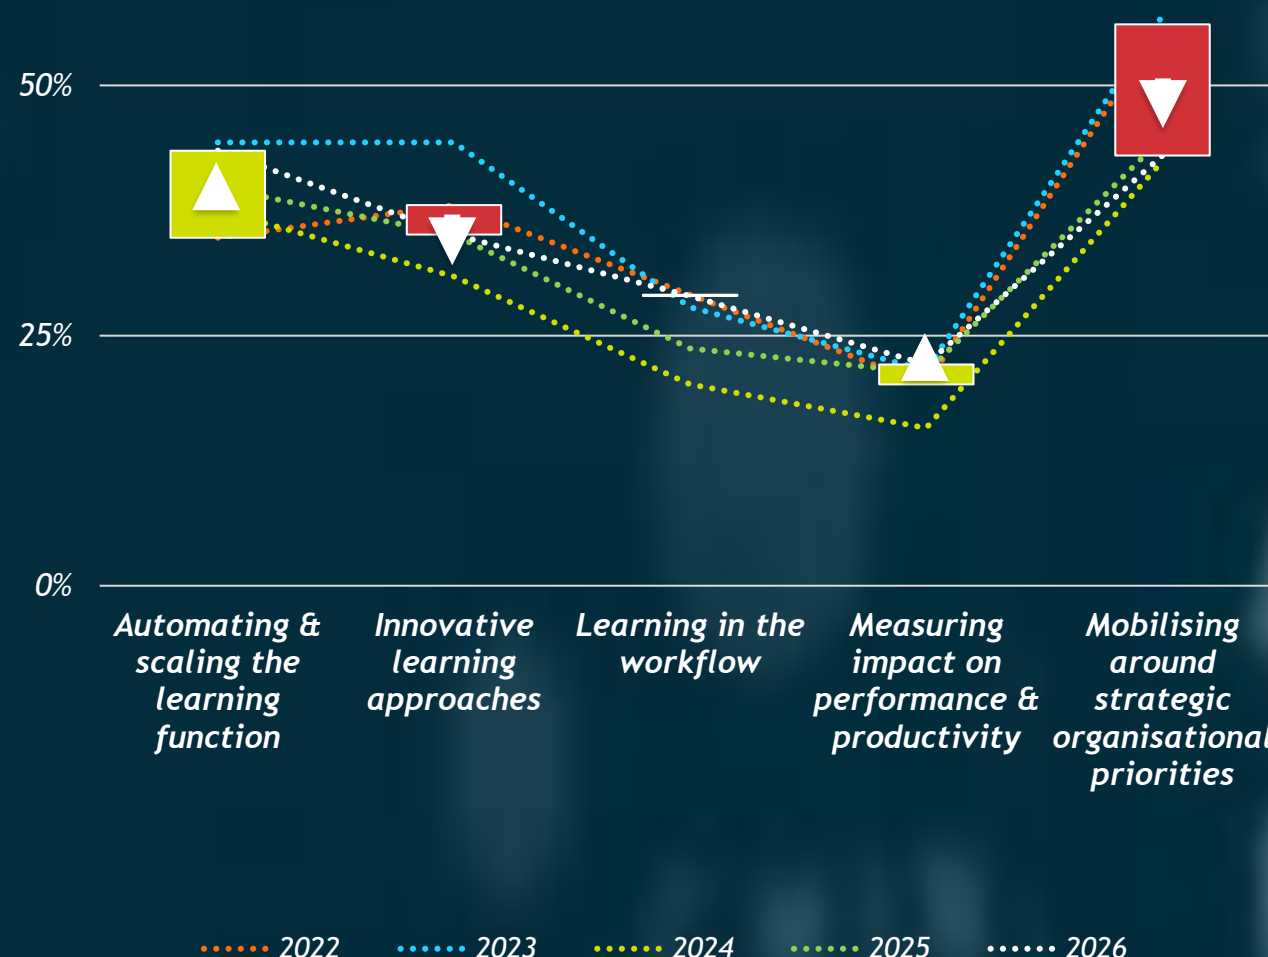 50%
25%
0%
Automating &
scaling the
learning
function
Innovative
learning
approaches
Learning in the
workflow
Measuring
impact on
performance &
productivity
Mobilising
around
strategic
organisational
priorities
2022
2023
2024
2025
2026